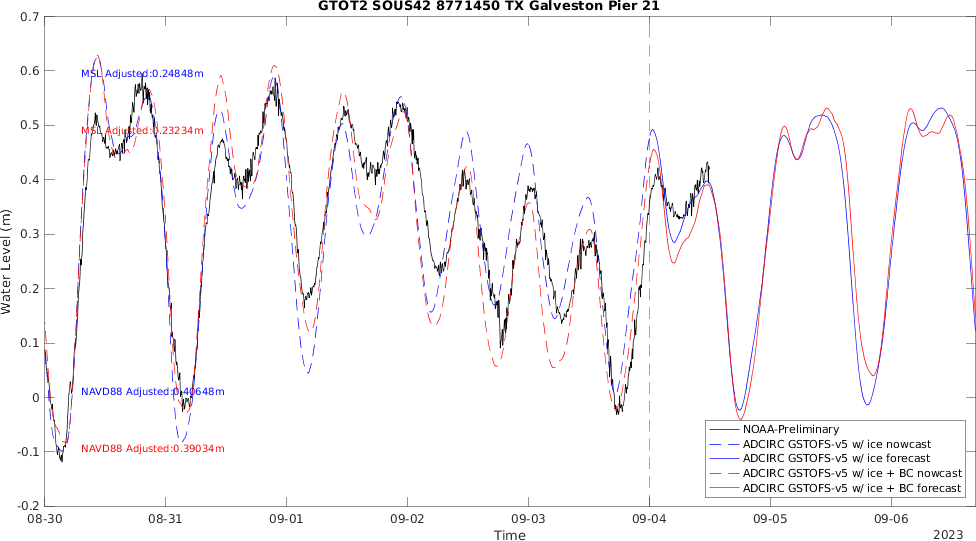 GTOT2 SOUS42 8771450 TX Galveston Pier 21
0.7
0.6
0.5
0.4
0.3
0.2
0.1
0
-0.1
-0.2
Water Level (m)
MSL Adjusted:0.24848m
MSL Adjusted:0.23234m
NAVD88 Adjusted:0.40648m
NAVD88 Adjusted:0.39034m
NOAA-Preliminary
ADCIRC GSTOFS-v5 w/ ice nowcast
ADCIRC GSTOFS-v5 w/ ice forecast
ADCIRC GSTOFS-v5 w/ ice + BC nowcast
ADCIRC GSTOFS-v5 w/ ice + BC forecast
08-30 08-31 09-01 09-02 09-03 09-04 09-05 09-06
Time
2023